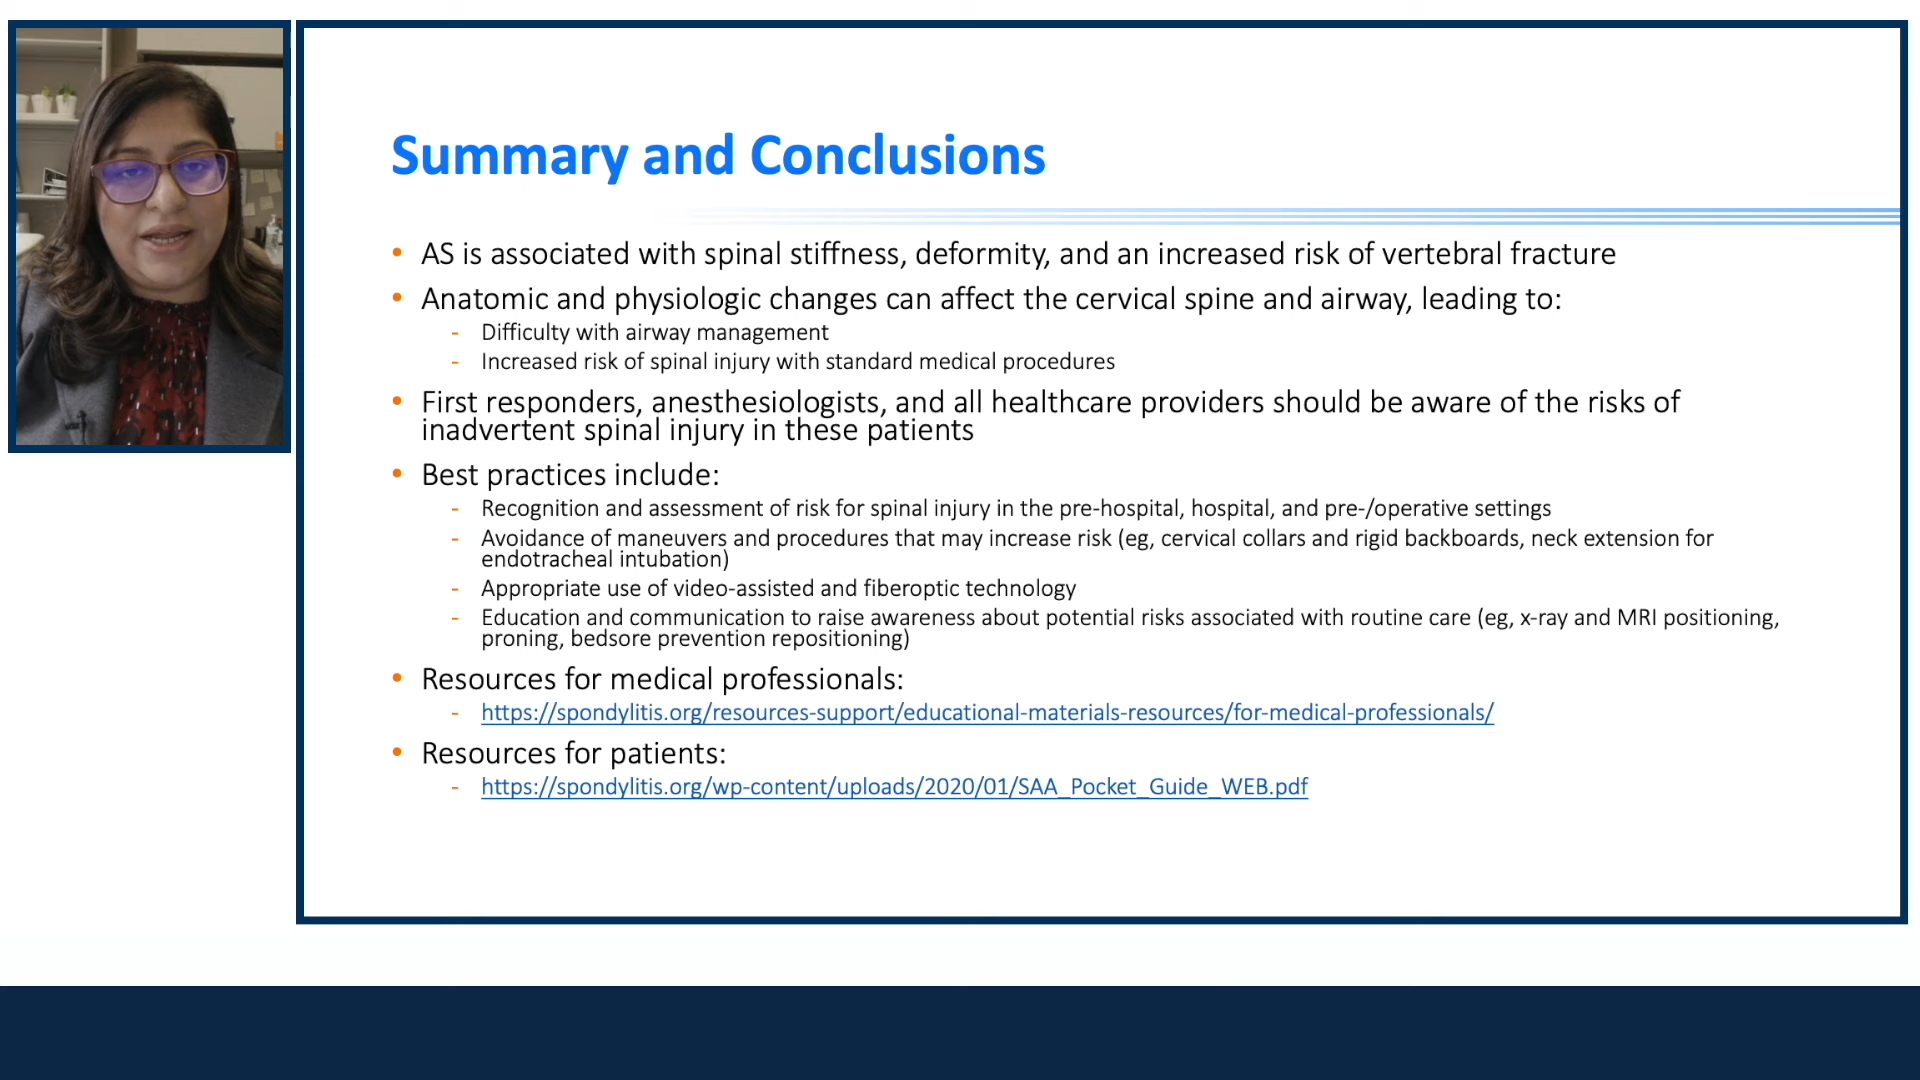 Summary and Conclusions
• AS is associated with spinal stiffness, deformity, and an increased risk of vertebral fracture
• Anatomic and physiologic changes can affect the cervical spine and airway, leading to:
- Difficulty with airway management
- Increased risk of spinal injury with standard medical procedures
• First responders, anesthesiologists, and all healthcare providers should be aware of the risks of
inadvertent spinal injury in these patients
• Best practices include:
- Recognition and assessment of risk for spinal injury in the pre-hospital, hospital, and pre-/operative settings
- Avoidance of maneuvers and procedures that may increase risk (eg, cervical collars and rigid backboards, neck extension for
endotracheal intubation)
- Appropriate use of video-assisted and fiberoptic technology
- Education and communication to raise awareness about potential risks associated with routine care (eg, x-ray and MRI positioning,
proning, bedsore prevention repositioning)
• Resources for medical professionals:
- https://spondylitis.org/resources-support/educational-materials-resources/for-medical-professionals/
• Resources for patients:
- https://spondylitis.org/wp-content/uploads/2020/01/SAA_Pocket_Guide_WEB.pdf